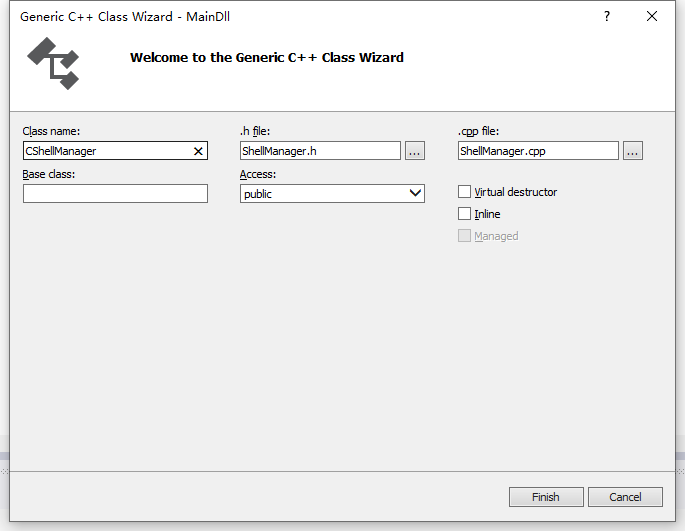 Generic C++ Class Wizard - MainDll
Welcome to the Generic C++ Class Wizard
Class name: .h file: .cpp file:
CShellManager ShellManager.h ... ShellManager.cpp ...
Base class: Access:
public
Virtual destructor
Inline
Managed
Finish Cancel